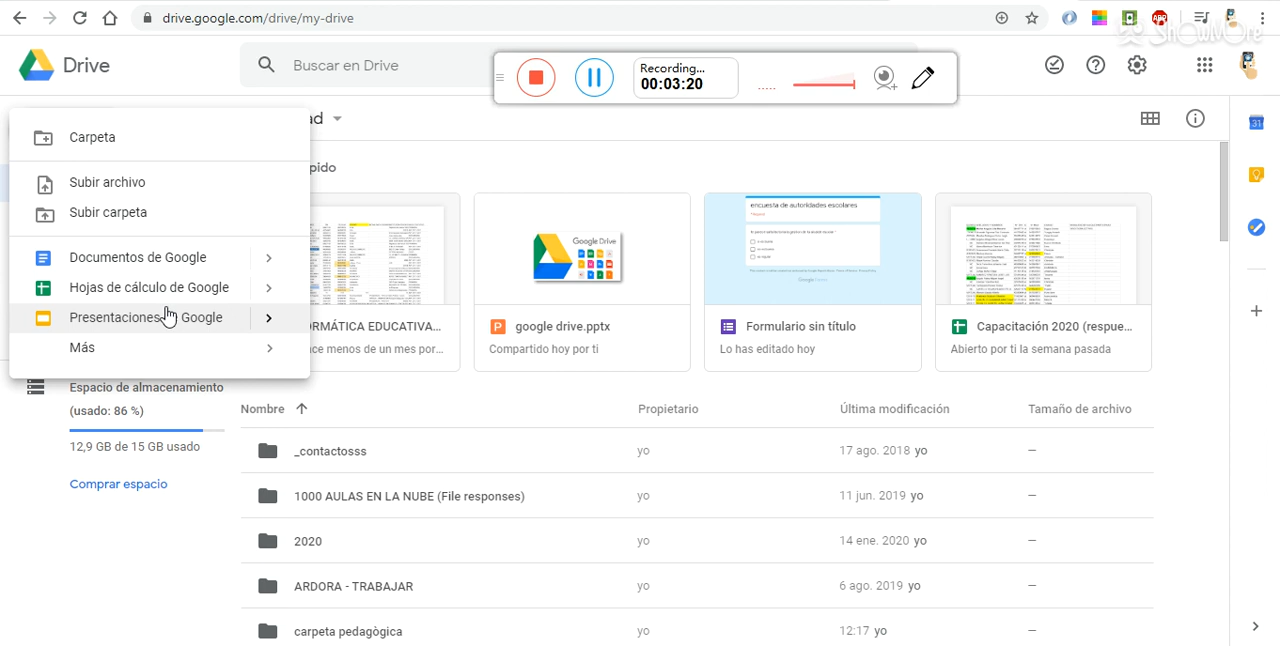 drive.google.com/drive/my-drive
ABP
ShowMore
Drive
Buscar en Drive
Recording...
00:03:20
Carpeta
Subir archivo
Subir carpeta
Documentos de Google
Hojas de cálculo de Google
Presentaciones Google
Más
ad
pido
31
encuesta de autoridades escolares
Google Drive
ORMÁTICA EDUCATIVA...
ace menos de un mes por...
google drive.pptx
Compartido hoy por ti
Formulario sin título
Lo has editado hoy
Capacitación 2020 (respue...
Abierto por ti la semana pasada
Espacio de almacenamiento
(usado: 86 %)
12,9 GB de 15 GB usado
Comprar espacio
Nombre Propietario Última modificación Tamaño de archivo
_contactosss yo 17 ago. 2018 yo —
1000 AULAS EN LA NUBE (File responses) yo 11 jun. 2019 yo —
2020 yo 14 ene. 2020 yo —
ARDORA - TRABAJAR yo 6 ago. 2019 yo —
carpeta pedagògica yo 12:17 yo —